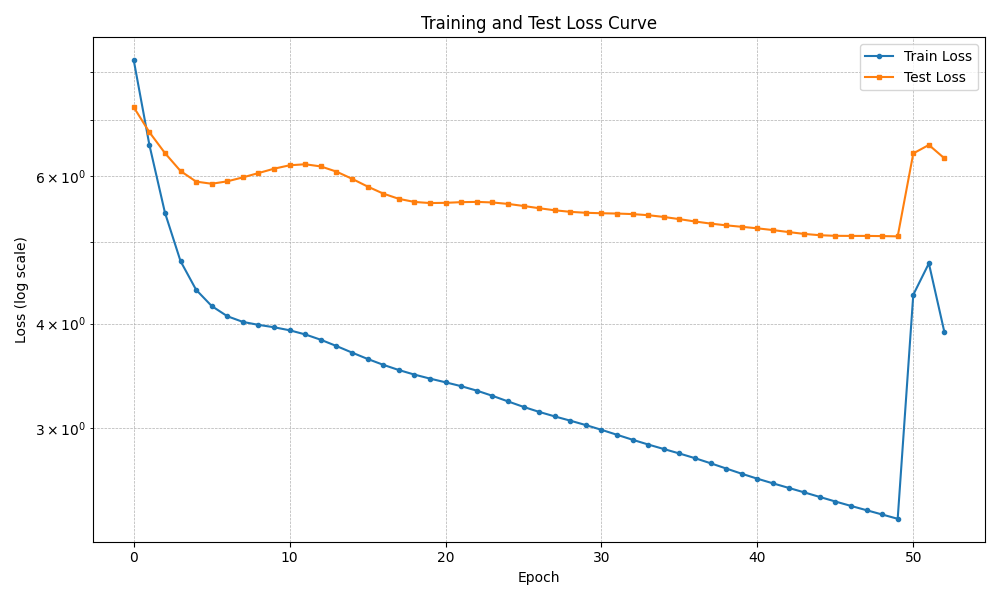 Training and Test Loss Curve
Train Loss
Test Loss
6 × 10⁰
4 × 10⁰
3 × 10⁰
Loss (log scale)
0 10 20 30 40 50
Epoch